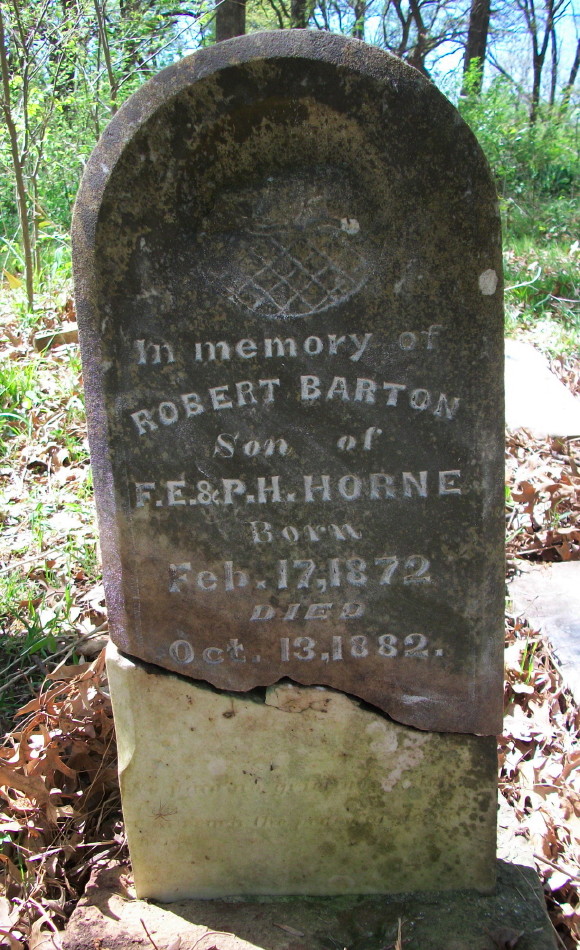 In memory of
ROBERT BARTON
Son of
F.E.&P.H. HORNE
Born
Feb. 17, 1872
DIED
Oct. 13, 1882.